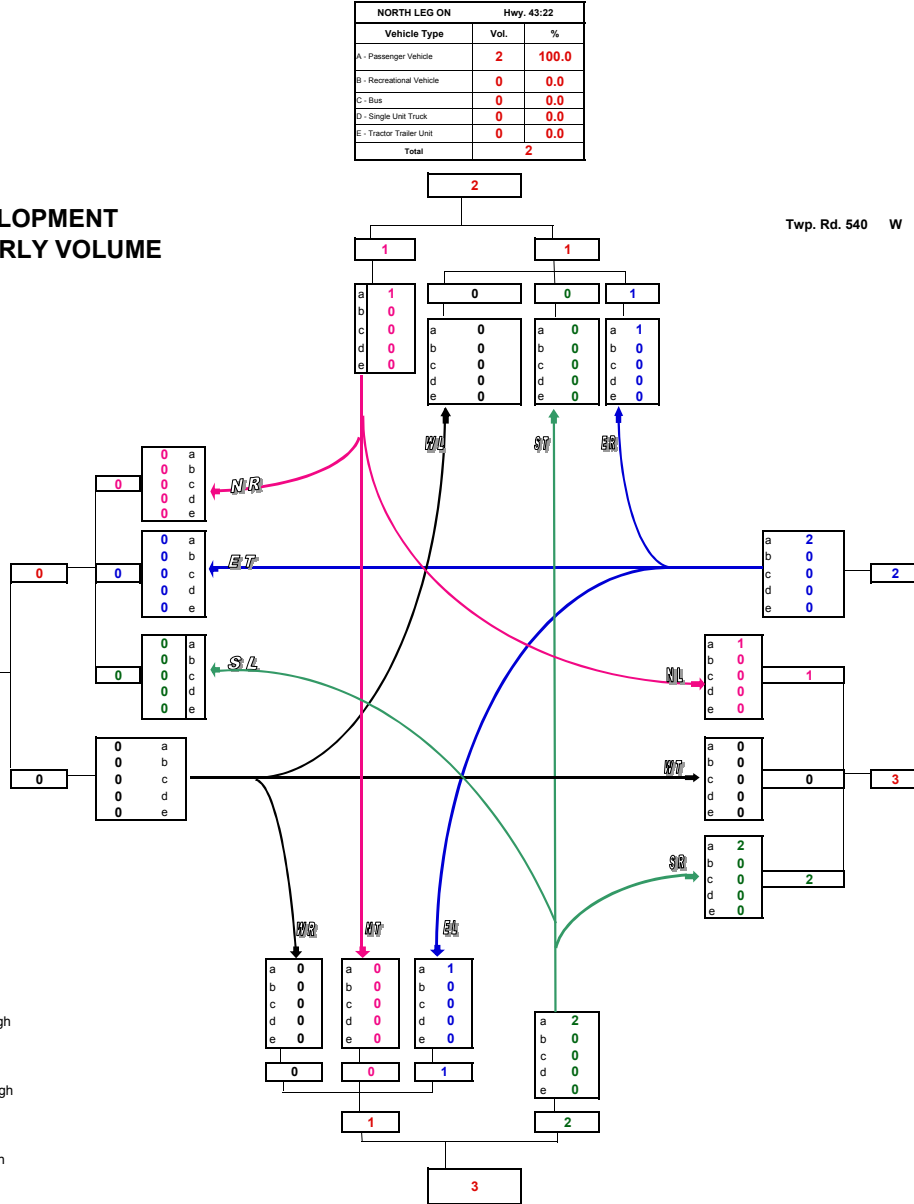 NORTH LEG ON Hwy. 43:22
Vehicle Type Vol. %
A - Passenger Vehicle 2 100.0
B - Recreational Vehicle 0 0.0
C - Bus 0 0.0
D - Single Unit Truck 0 0.0
E - Tractor Trailer Unit 0 0.0
Total 2
2
LOPMENT
RLY VOLUME
Twp. Rd. 540 W
1 1
0 0 1
a 1
b 0
c 0
d 0
e 0
a 0
b 0
c 0
d 0
e 0
a 0
b 0
c 0
d 0
e 0
a 1
b 0
c 0
d 0
e 0
WL ST ER
0 a
0 b
0 c
0 d
0 e
0
NR
0 a
0 b
0 c
0 d
0 e
0 0
ET
a 2
b 0
c 0
d 0
e 0
2
0 a
0 b
0 c
0 d
0 e
0
SL
NL
a 1
b 0
c 0
d 0
e 0
1
0 a
0 b
0 c
0 d
0 e
0
WT
a 0
b 0
c 0
d 0
e 0
0 3
SR
a 2
b 0
c 0
d 0
e 0
2
WR NT EL
a 0
b 0
c 0
d 0
e 0
a 0
b 0
c 0
d 0
e 0
a 1
b 0
c 0
d 0
e 0
a 2
b 0
c 0
d 0
e 0
gh
gh
h
0 0 1
1 2
3